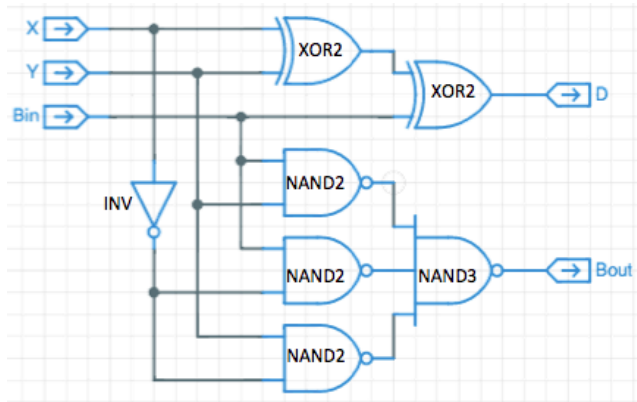 X
XOR2
Y
XOR2
D
Bin
NAND2
INV
NAND2
NAND3
Bout
NAND2